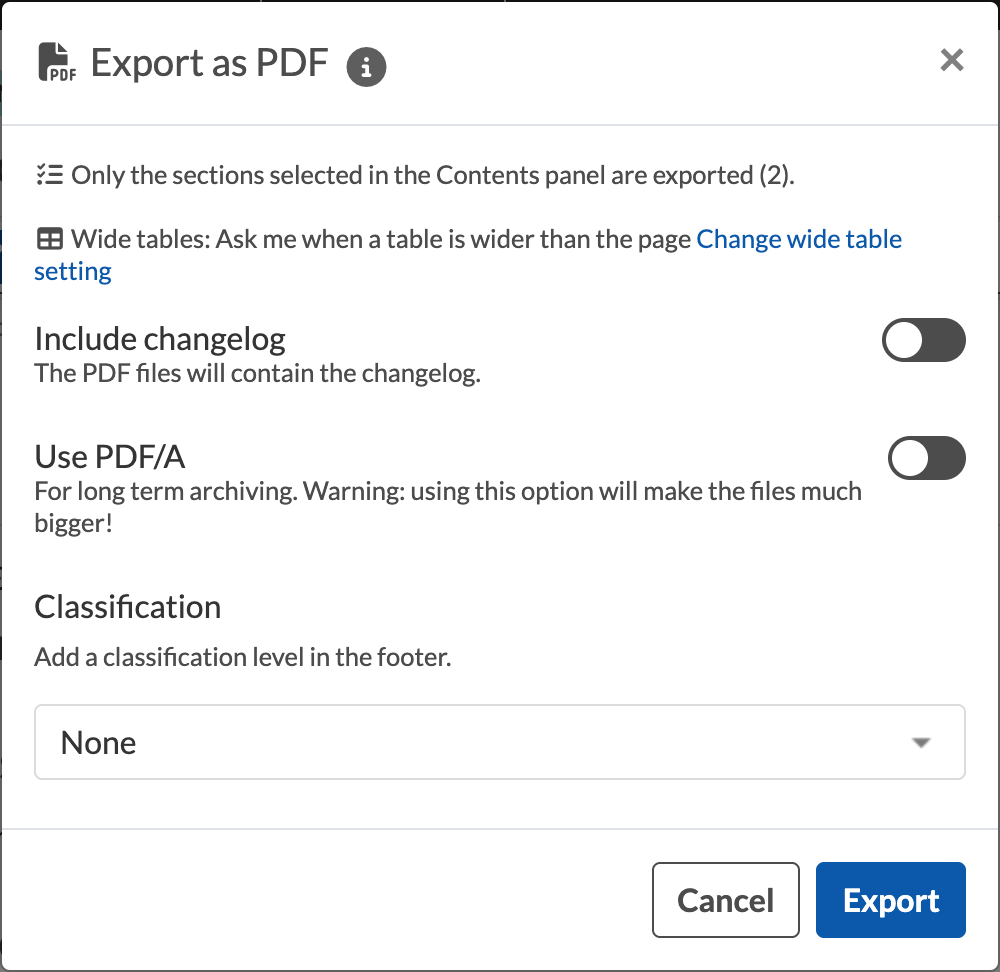 PDF Export as PDF i
Only the sections selected in the Contents panel are exported (2).
Wide tables: Ask me when a table is wider than the page Change wide table
setting
Include changelog
The PDF files will contain the changelog.
Use PDF/A
For long term archiving. Warning: using this option will make the files much
bigger!
Classification
Add a classification level in the footer.
None
Cancel Export